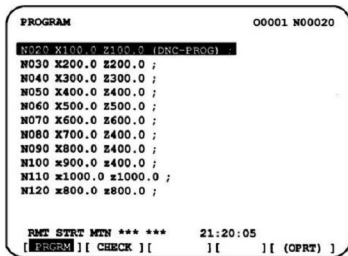 PROGRAM O0001 N00020
N020 X100.0 Z100.0 (DNC-PROG) ;
N030 X200.0 Z200.0 ;
N040 X300.0 Z300.0 ;
N050 X400.0 Z400.0 ;
N060 X500.0 Z500.0 ;
N070 X600.0 Z600.0 ;
N080 X700.0 Z400.0 ;
N090 X800.0 Z400.0 ;
N100 x900.0 z400.0 ;
N110 x1000.0 z1000.0 ;
N120 x800.0 z800.0 ;
RMT STRT MTN *** *** 21:20:05
[ PRGRM ][ CHECK ][ ][ ][ (OPRT) ]